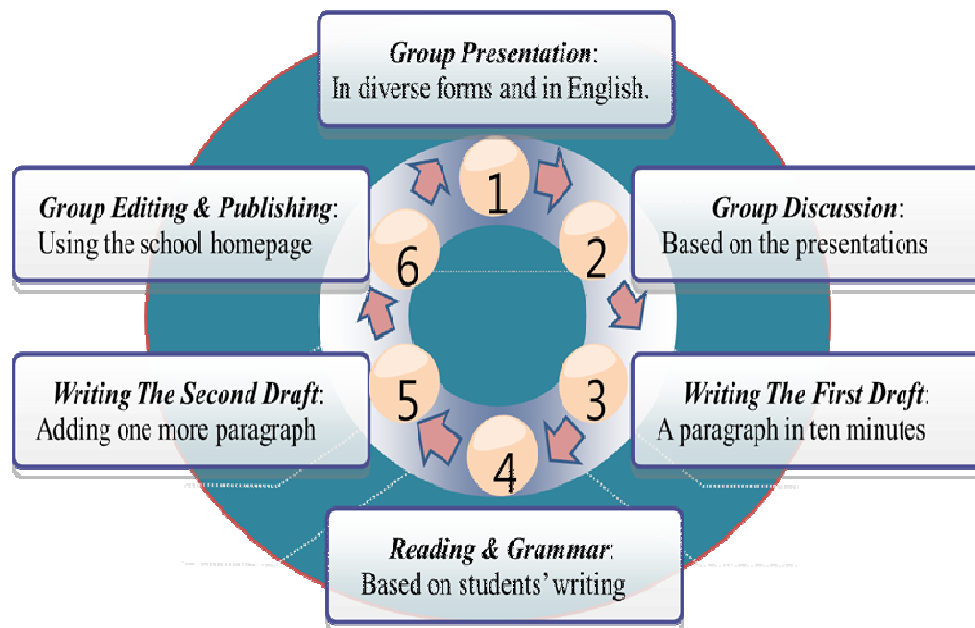 Group Presentation:
In diverse forms and in English.
1
Group Discussion:
Based on the presentations
2
Writing The First Draft:
A paragraph in ten minutes
3
Reading & Grammar:
Based on students' writing
4
Writing The Second Draft:
Adding one more paragraph
5
Group Editing & Publishing:
Using the school homepage
6